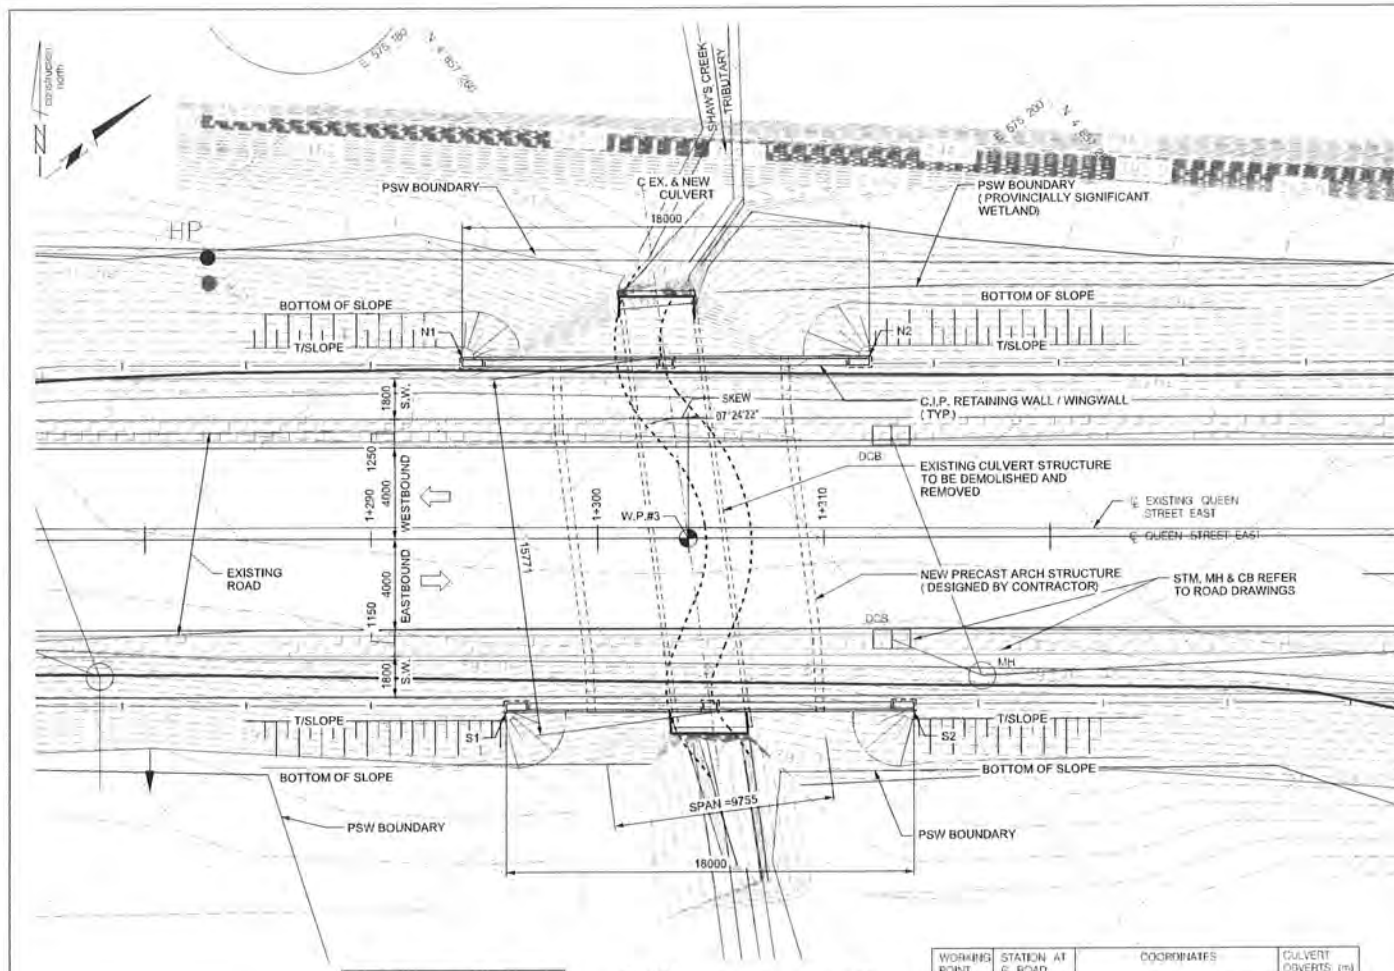 construction
north
N
E 575 180
N 4 857 260
SHAW'S CREEK
TRIBUTARY
E 575 200
PSW BOUNDARY
C EX. & NEW
CULVERT
18000
PSW BOUNDARY
( PROVINCIALLY SIGNIFICANT
WETLAND)
HP
BOTTOM OF SLOPE
BOTTOM OF SLOPE
N1
N2
T/SLOPE
T/SLOPE
1800
S.W.
SKEW
07°24'22"
C.I.P. RETAINING WALL / WINGWALL
( TYP.)
DCB
1250
EXISTING CULVERT STRUCTURE
TO BE DEMOLISHED AND
REMOVED
1+290
4000
WESTBOUND
1+300
W.P.#3
1+310
℄ EXISTING QUEEN
STREET EAST
℄ QUEEN STREET EAST
15771
EXISTING
ROAD
4000
EASTBOUND
NEW PRECAST ARCH STRUCTURE
( DESIGNED BY CONTRACTOR)
STM, MH & CB REFER
TO ROAD DRAWINGS
1150
DCB
MH
1800
S.W.
T/SLOPE
S1
T/SLOPE
S2
BOTTOM OF SLOPE
BOTTOM OF SLOPE
SPAN =9755
PSW BOUNDARY
PSW BOUNDARY
18000
WORKING
POINT
STATION AT
℄ ROAD
COORDINATES
CULVERT
OBVERTS (m)